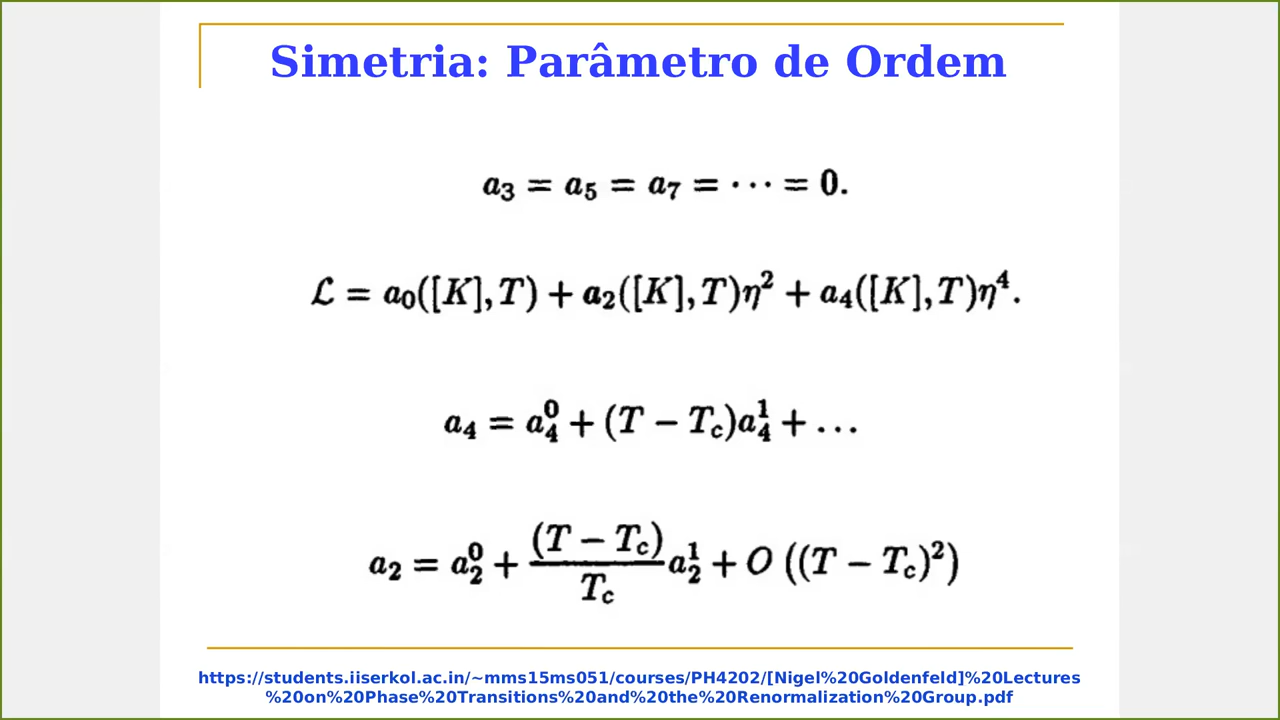 Simetria: Parâmetro de Ordem
a₃ = a₅ = a₇ = ··· = 0.
ℒ = a₀([K], T) + a₂([K], T)η² + a₄([K], T)η⁴.
a₄ = a₄⁰ + (T − T_c)a₄¹ + ...
a₂ = a₂⁰ + (T − T_c)/T_c a₂¹ + O ((T − T_c)²)
https://students.iiserkol.ac.in/~mms15ms051/courses/PH4202/[Nigel%20Goldenfeld]%20Lectures
%20on%20Phase%20Transitions%20and%20the%20Renormalization%20Group.pdf